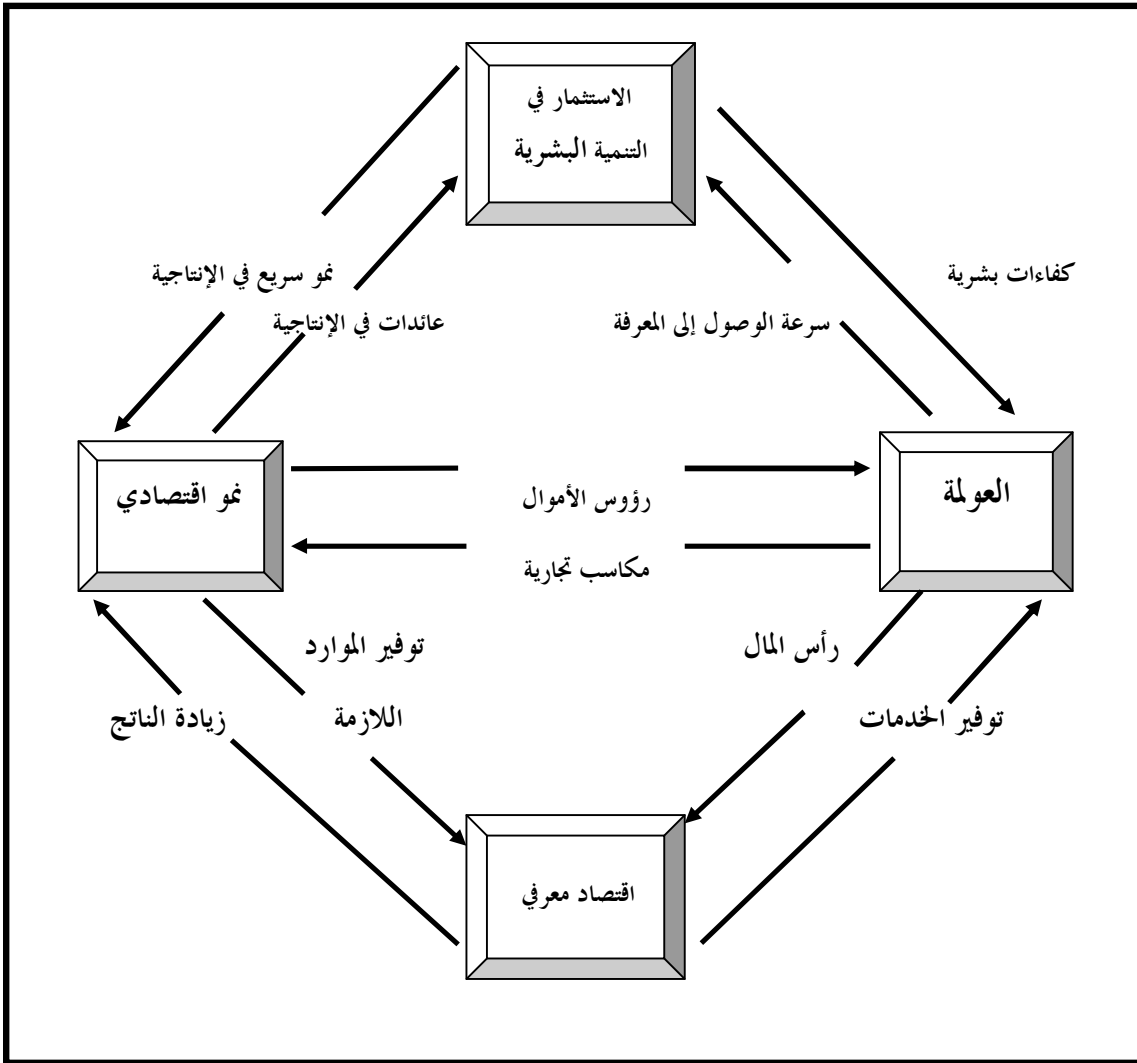 الاستثمار في
التنمية البشرية
كفاءات بشرية
نمو سريع في الإنتاجية
سرعة الوصول إلى المعرفة
عائدات في الإنتاجية
العولمة
نمو اقتصادي
رؤوس الأموال
مكاسب تجارية
رأس المال
توفير الموارد
توفير الخدمات
اللازمة
زيادة الناتج
اقتصاد معرفي